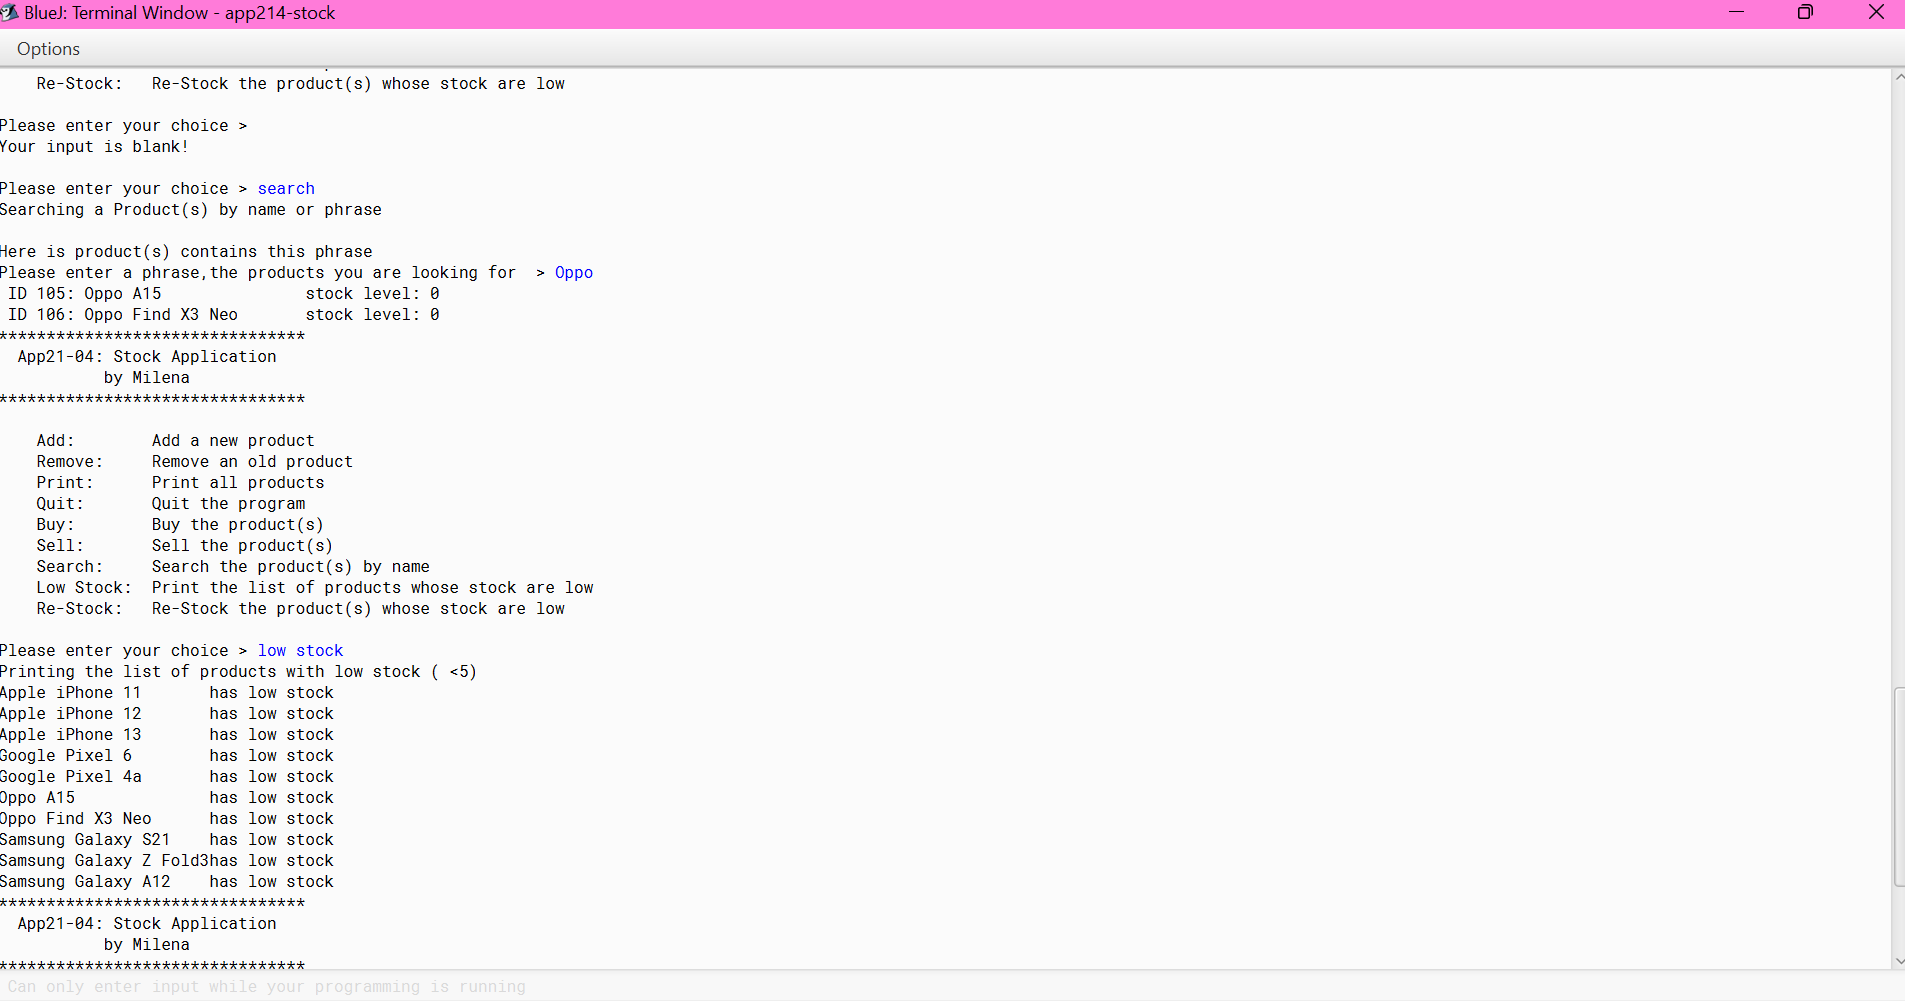 BlueJ: Terminal Window - app214-stock
Options
Re-Stock: Re-Stock the product(s) whose stock are low
Please enter your choice >
Your input is blank!
Please enter your choice > search
Searching a Product(s) by name or phrase
Here is product(s) contains this phrase
Please enter a phrase,the products you are looking for > Oppo
ID 105: Oppo A15 stock level: 0
ID 106: Oppo Find X3 Neo stock level: 0
********************************
App21-04: Stock Application
by Milena
********************************
Add: Add a new product
Remove: Remove an old product
Print: Print all products
Quit: Quit the program
Buy: Buy the product(s)
Sell: Sell the product(s)
Search: Search the product(s) by name
Low Stock: Print the list of products whose stock are low
Re-Stock: Re-Stock the product(s) whose stock are low
Please enter your choice > low stock
Printing the list of products with low stock ( <5)
Apple iPhone 11 has low stock
Apple iPhone 12 has low stock
Apple iPhone 13 has low stock
Google Pixel 6 has low stock
Google Pixel 4a has low stock
Oppo A15 has low stock
Oppo Find X3 Neo has low stock
Samsung Galaxy S21 has low stock
Samsung Galaxy Z Fold3has low stock
Samsung Galaxy A12 has low stock
********************************
App21-04: Stock Application
by Milena
********************************
Can only enter input while your programming is running